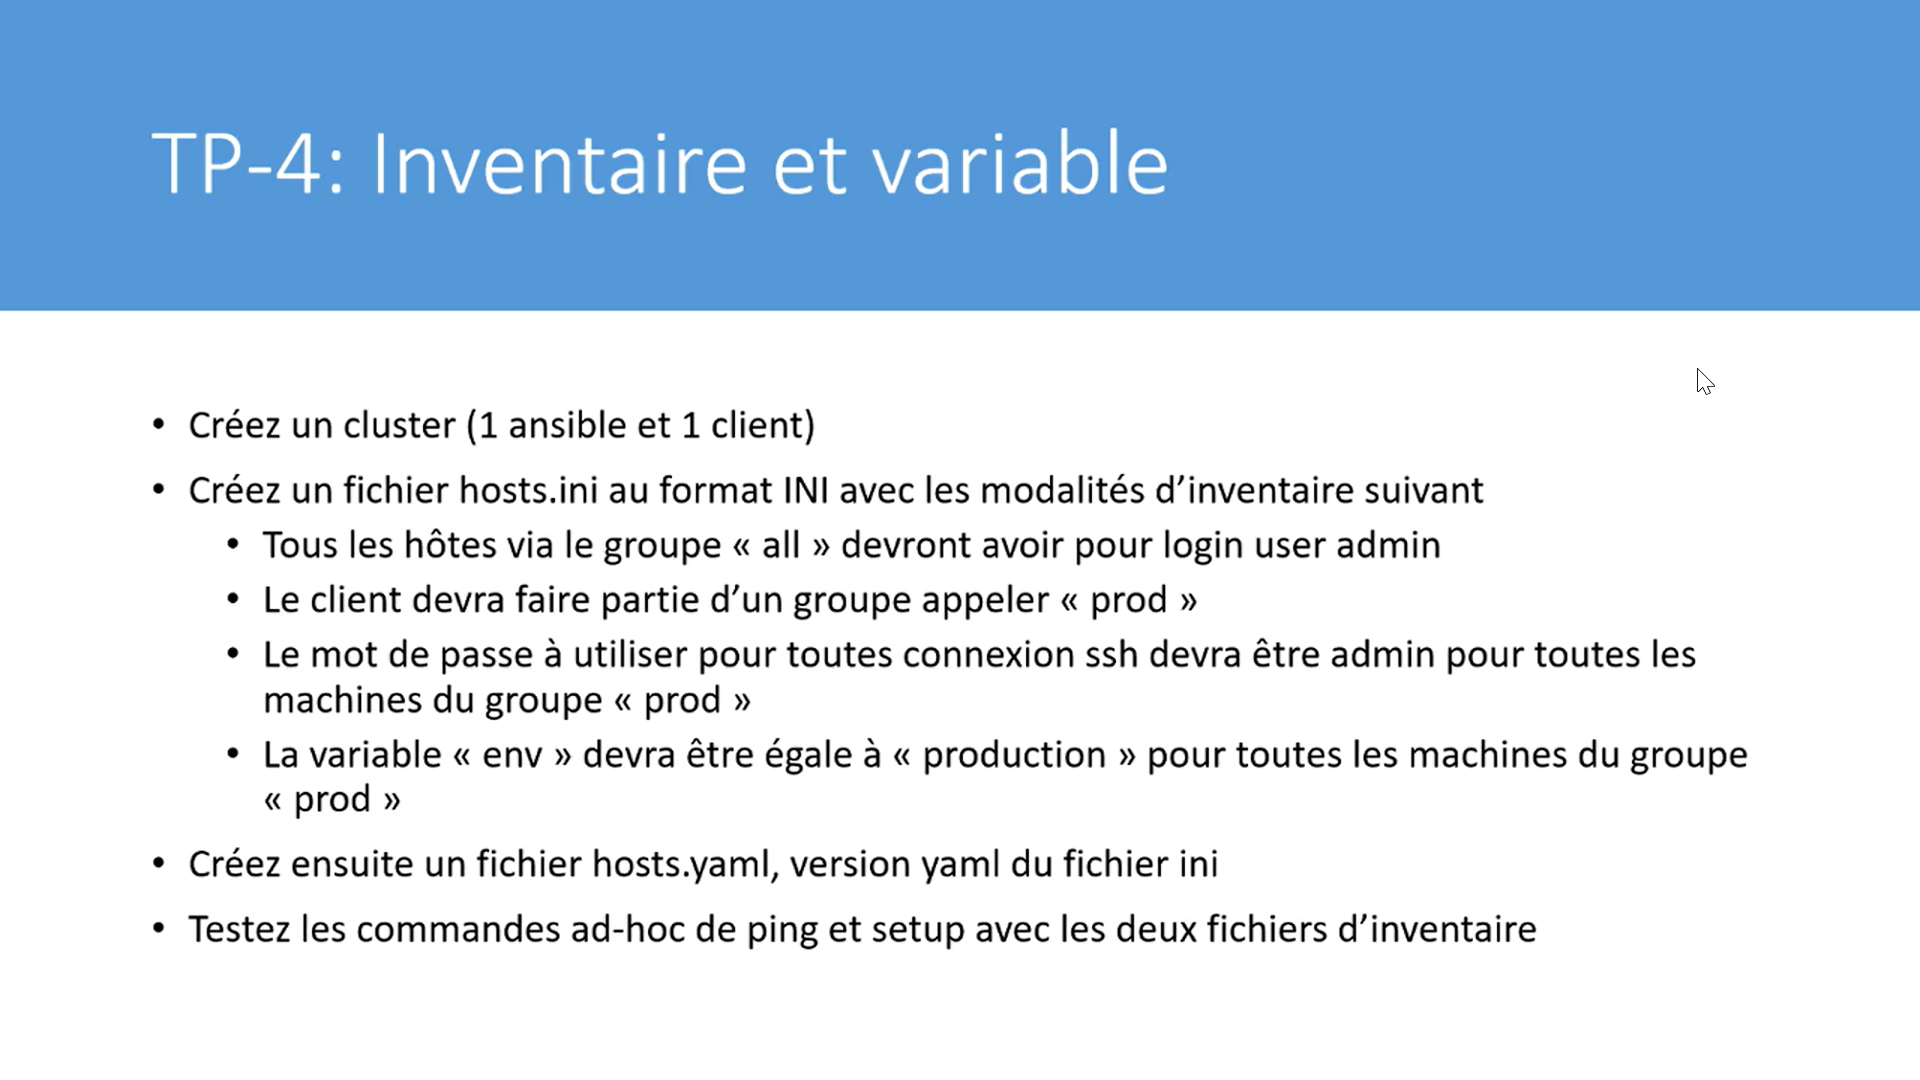 TP-4: Inventaire et variable
• Créez un cluster (1 ansible et 1 client)
• Créez un fichier hosts.ini au format INI avec les modalités d’inventaire suivant
• Tous les hôtes via le groupe « all » devront avoir pour login user admin
• Le client devra faire partie d’un groupe appeler « prod »
• Le mot de passe à utiliser pour toutes connexion ssh devra être admin pour toutes les
machines du groupe « prod »
• La variable « env » devra être égale à « production » pour toutes les machines du groupe
« prod »
• Créez ensuite un fichier hosts.yaml, version yaml du fichier ini
• Testez les commandes ad-hoc de ping et setup avec les deux fichiers d’inventaire